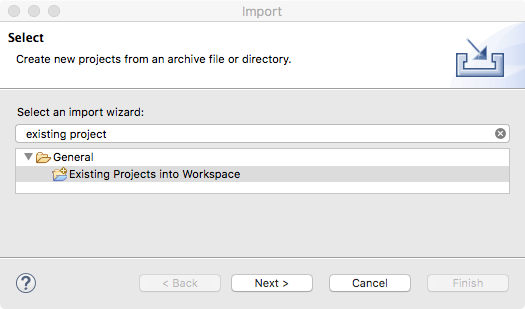 Import
Select
Create new projects from an archive file or directory.
Select an import wizard:
existing project
General
Existing Projects into Workspace
?
< Back
Next >
Cancel
Finish